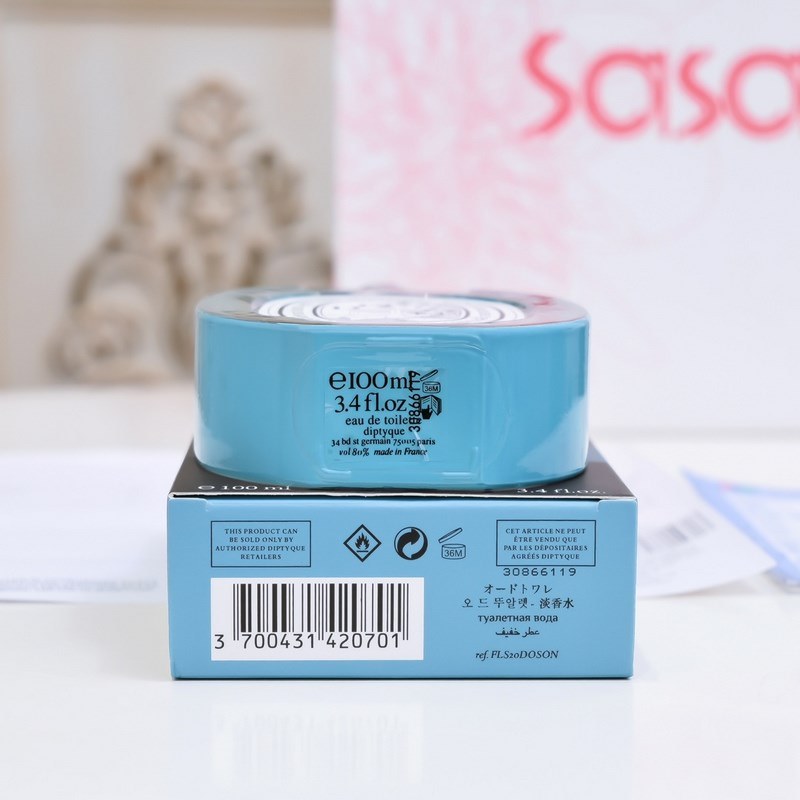 Sasa
e100 ml
3.4 fl.oz
eau de toilette
diptyque
34 bd st germain 75005 paris
vol 80% made in France
36M
30866119
e 100 ml
3.4 fl.oz.
THIS PRODUCT CAN
BE SOLD ONLY BY
AUTHORIZED DIPTYQUE
RETAILERS
36M
CET ARTICLE NE PEUT
ÊTRE VENDU QUE
PAR LES DÉPOSITAIRES
AGRÉÉS DIPTYQUE
30866119
オードトワレ
오 드 뚜알렛 - 淡香水
туалетная вода
عطر خفيف
ref. FLS20DOSON
3 700431 420701